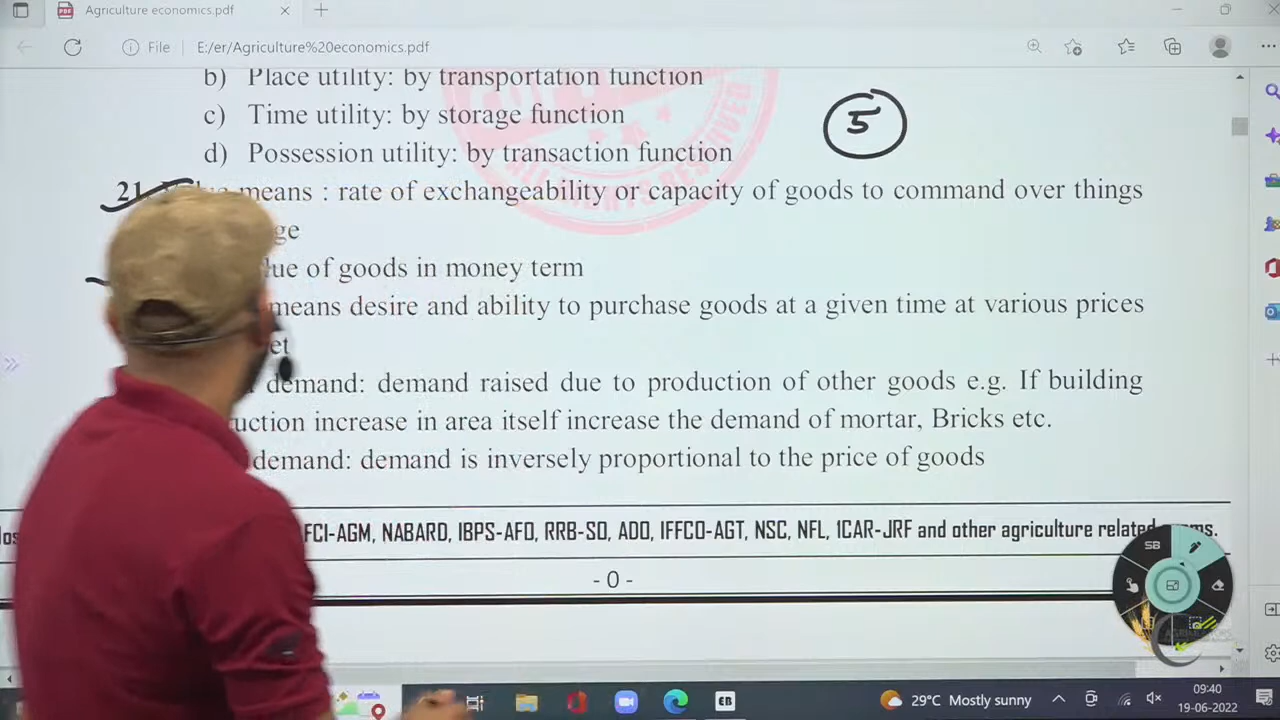 Agriculture economics.pdf
File E:/er/Agriculture%20economics.pdf
b) Place utility: by transportation function
c) Time utility: by storage function
5
d) Possession utility: by transaction function
21. means : rate of exchangeability or capacity of goods to command over things
ge
lue of goods in money term
means desire and ability to purchase goods at a given time at various prices
et
demand: demand raised due to production of other goods e.g. If building
uction increase in area itself increase the demand of mortar, Bricks etc.
demand: demand is inversely proportional to the price of goods
FCI-AGM, NABARD, IBPS-AFO, RRB-SO, ADO, IFFCO-AGT, NSC, NFL, 1CAR-JRF and other agriculture related
- 0 -
SB
EB
29°C Mostly sunny
09:40
19-06-2022